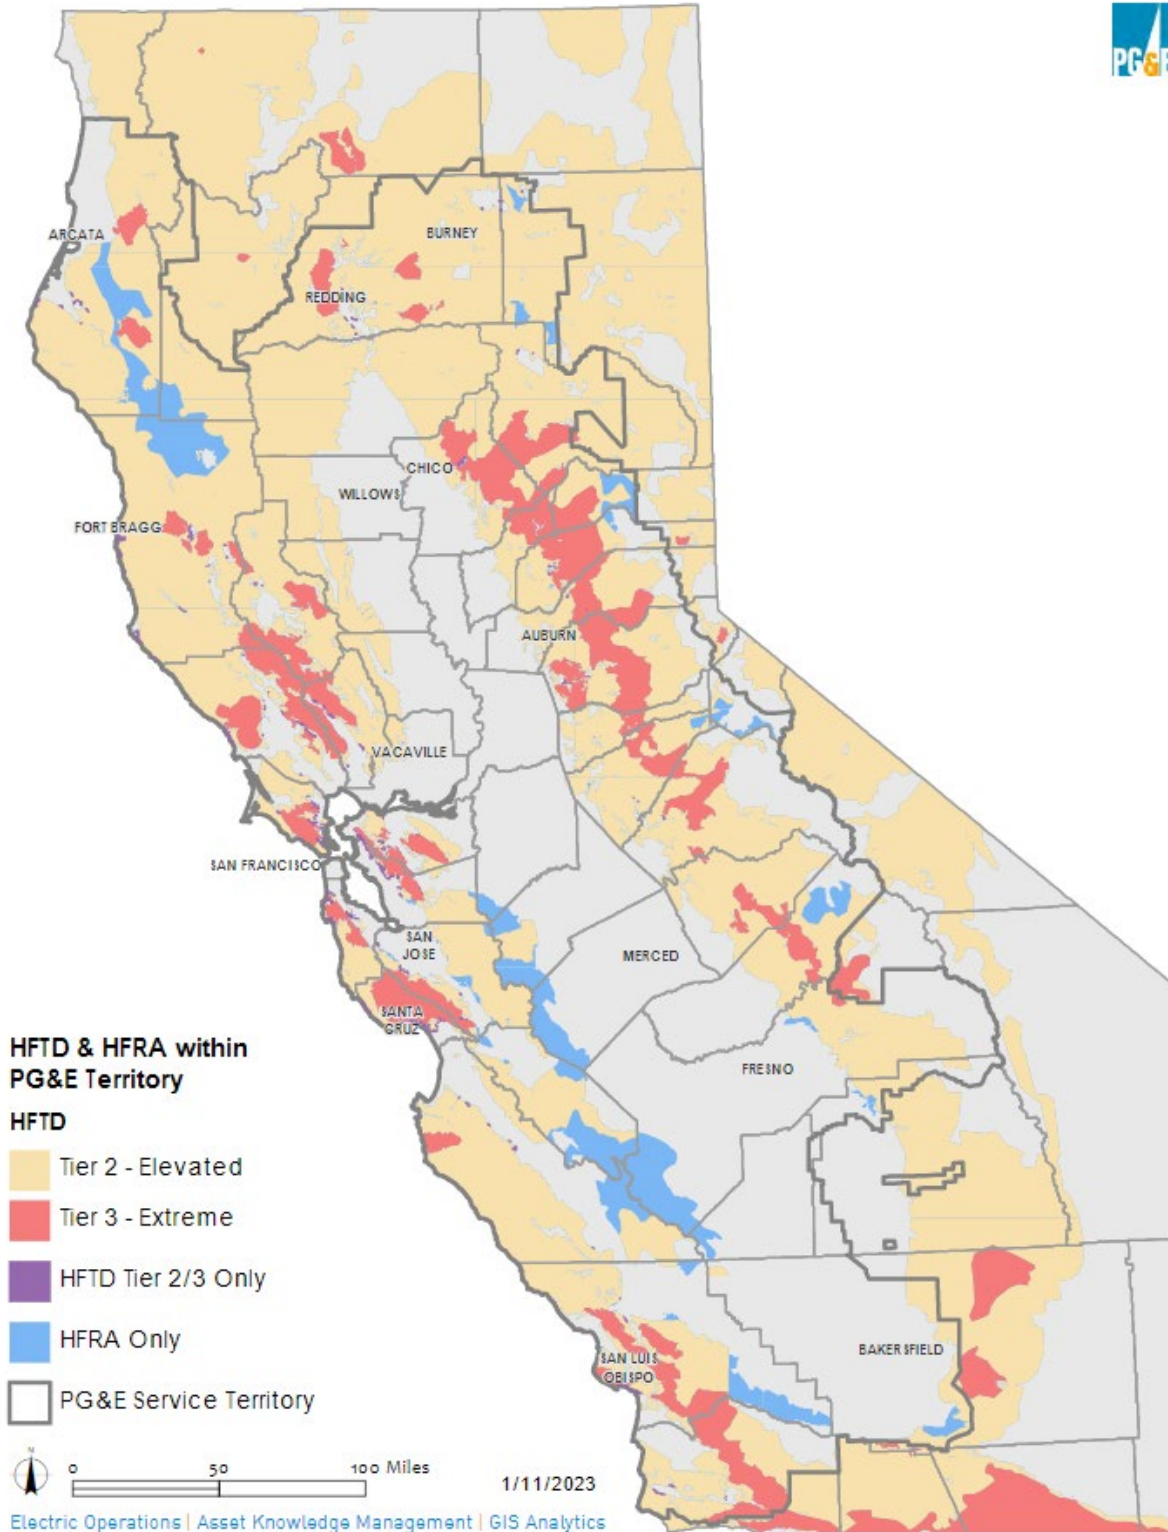 PG&E
ARCATA
BURNEY
REDDING
CHICO
WILLOWS
FORT BRAGG
AUBURN
VACAVILLE
SAN FRANCISCO
SAN
JOSE
MERCED
SANTA
CRUZ
FRESNO
HFTD & HFRA within
PG&E Territory
HFTD
Tier 2 - Elevated
Tier 3 - Extreme
HFTD Tier 2/3 Only
HFRA Only
PG&E Service Territory
BAKERSFIELD
SAN LUIS
OBISPO
N
0 50 100 Miles
1/11/2023
Electric Operations | Asset Knowledge Management | GIS Analytics